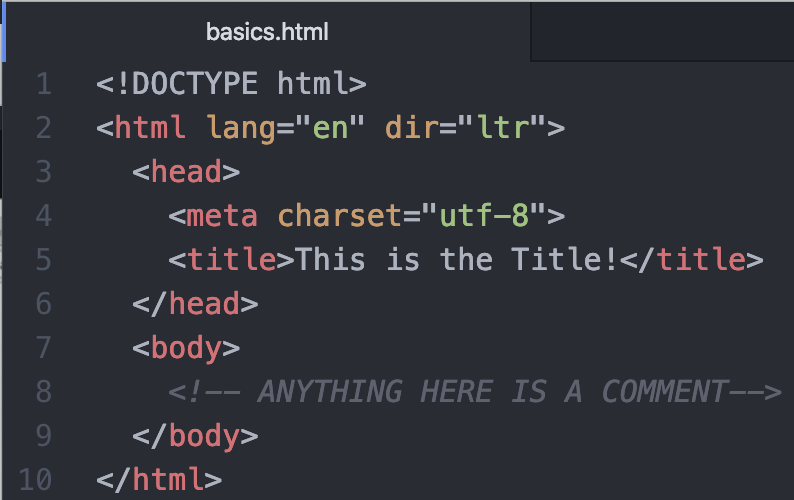 basics.html
1 <!DOCTYPE html>
2 <html lang="en" dir="ltr">
3   <head>
4     <meta charset="utf-8">
5     <title>This is the Title!</title>
6   </head>
7   <body>
8     <!-- ANYTHING HERE IS A COMMENT-->
9   </body>
10 </html>